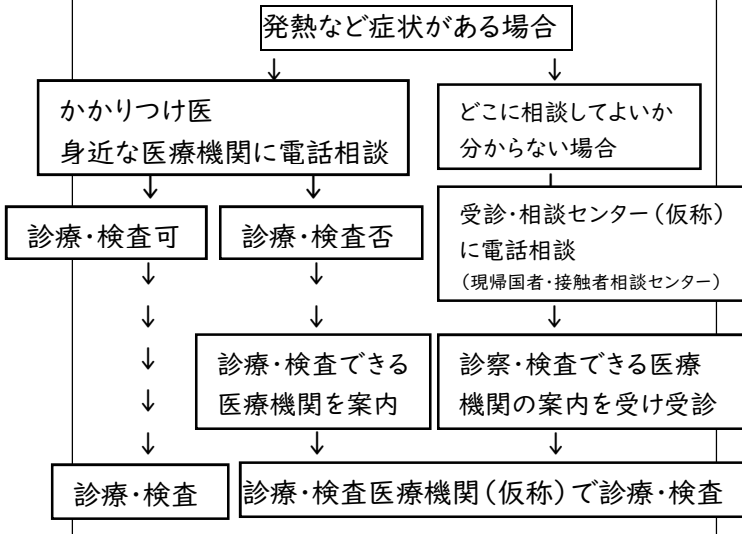 発熱など症状がある場合
↓ ↓
かかりつけ医
身近な医療機関に電話相談
どこに相談してよいか
分からない場合
↓ ↓
診療・検査可
診療・検査否
受診・相談センター(仮称)
に電話相談
(現帰国者・接触者相談センター)
↓ ↓ ↓
↓ ↓
診療・検査できる
医療機関を案内
診察・検査できる医療
機関の案内を受け受診
↓
↓
↓ ↓ ↓
診療・検査
診療・検査医療機関(仮称)で診療・検査